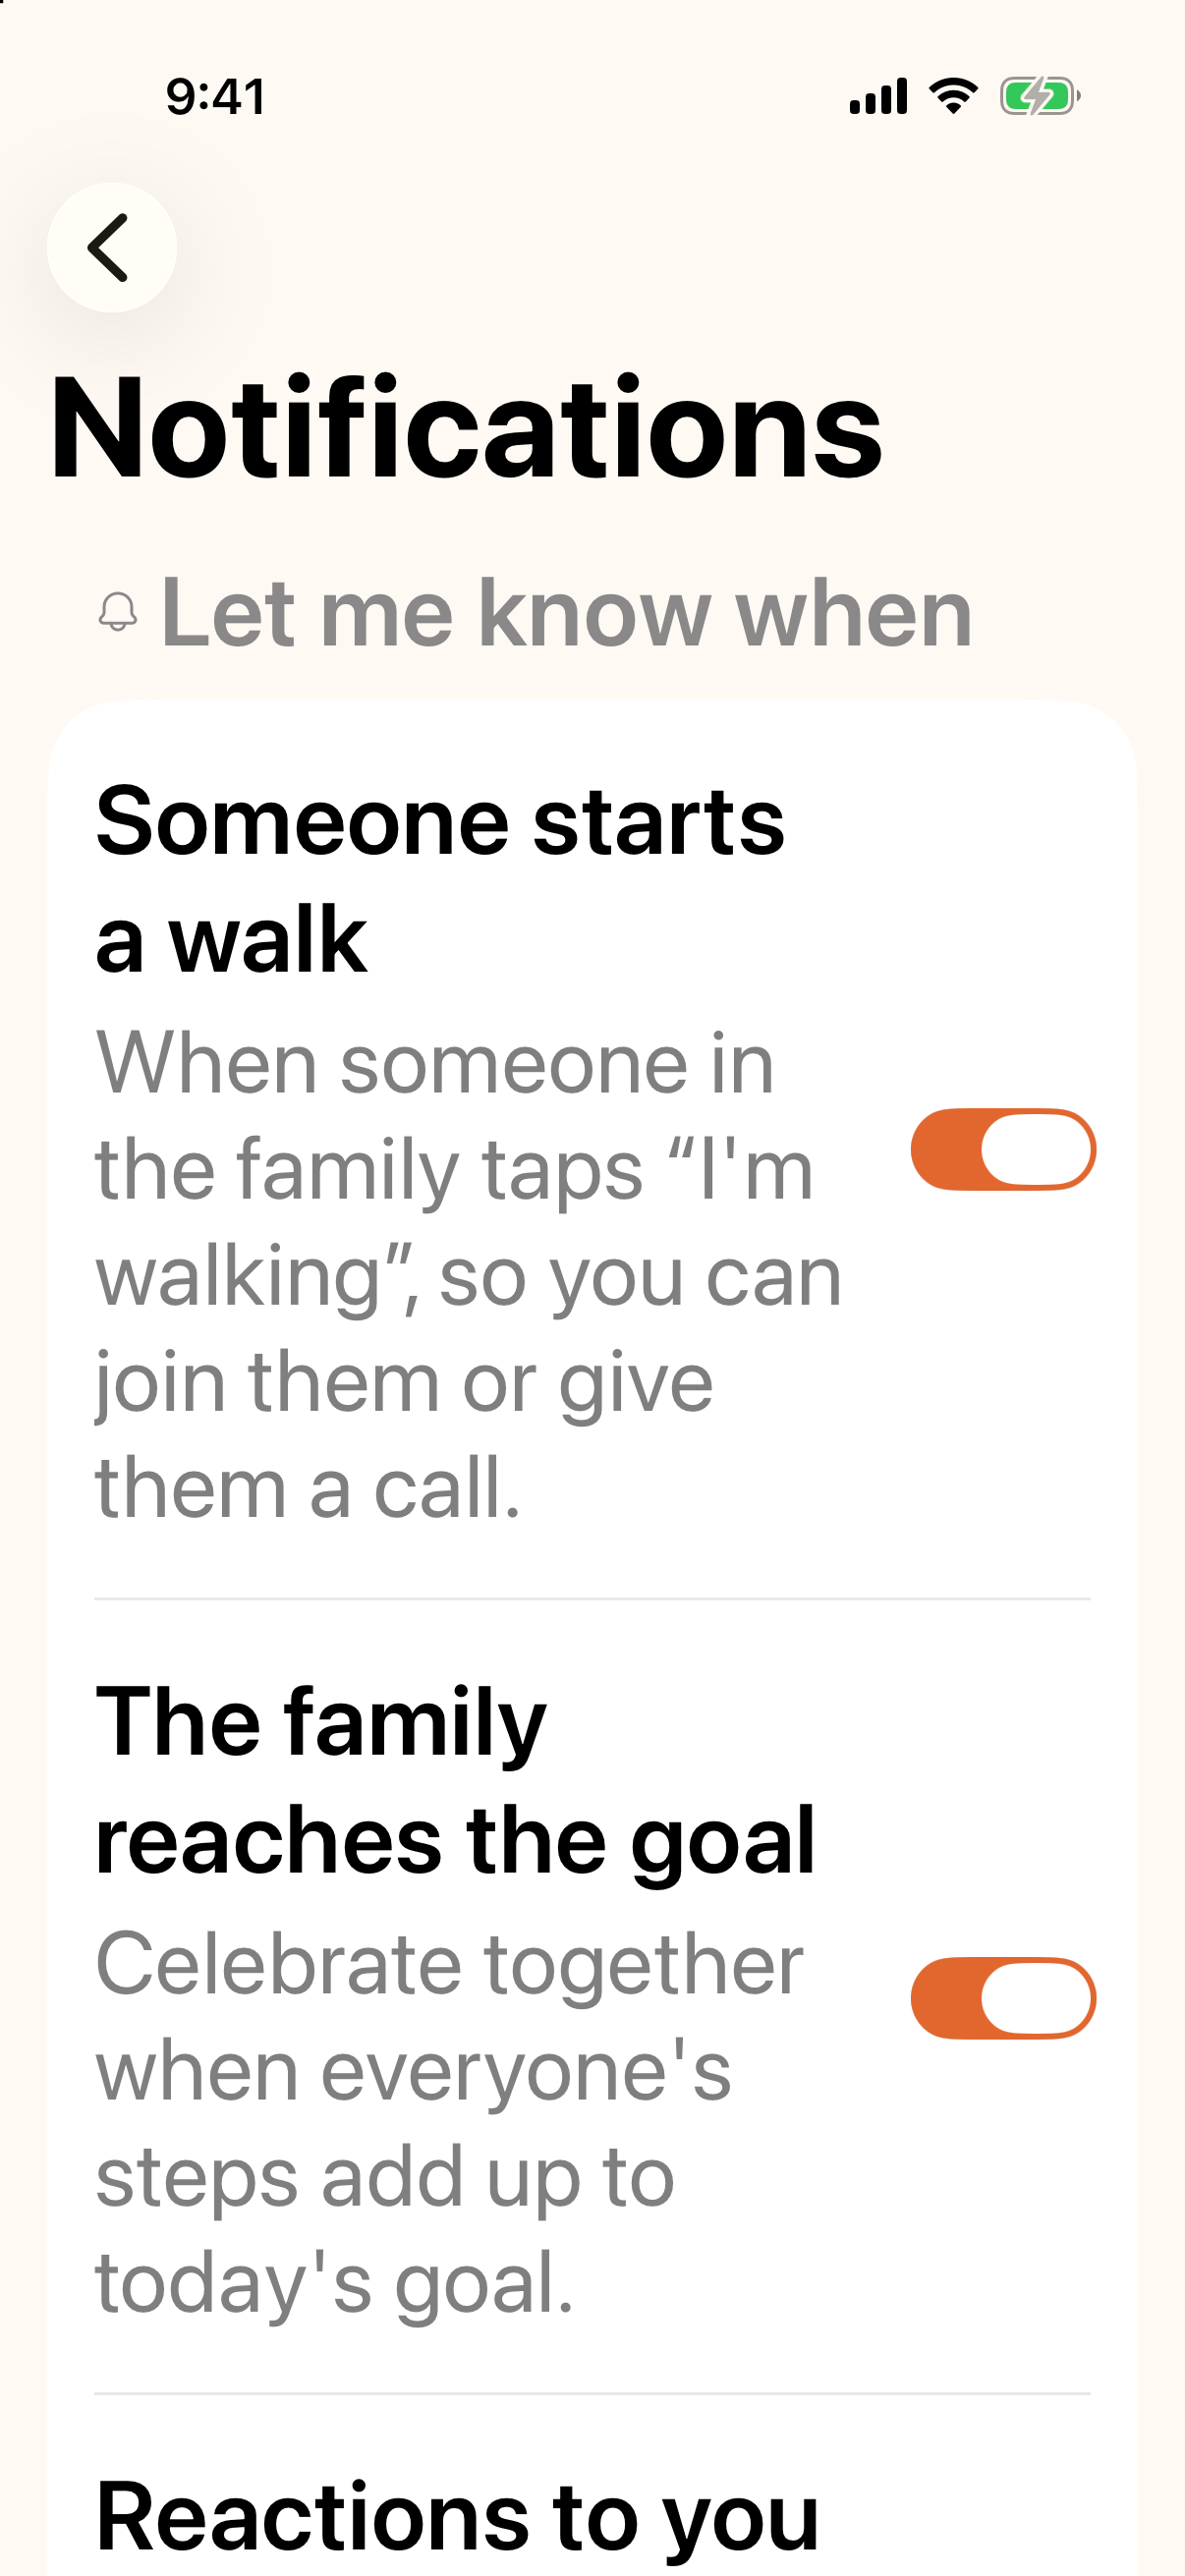 9:41
Notifications
Let me know when
Someone starts
a walk
When someone in
the family taps “I'm
walking”, so you can
join them or give
them a call.
The family
reaches the goal
Celebrate together
when everyone's
steps add up to
today's goal.
Reactions to you